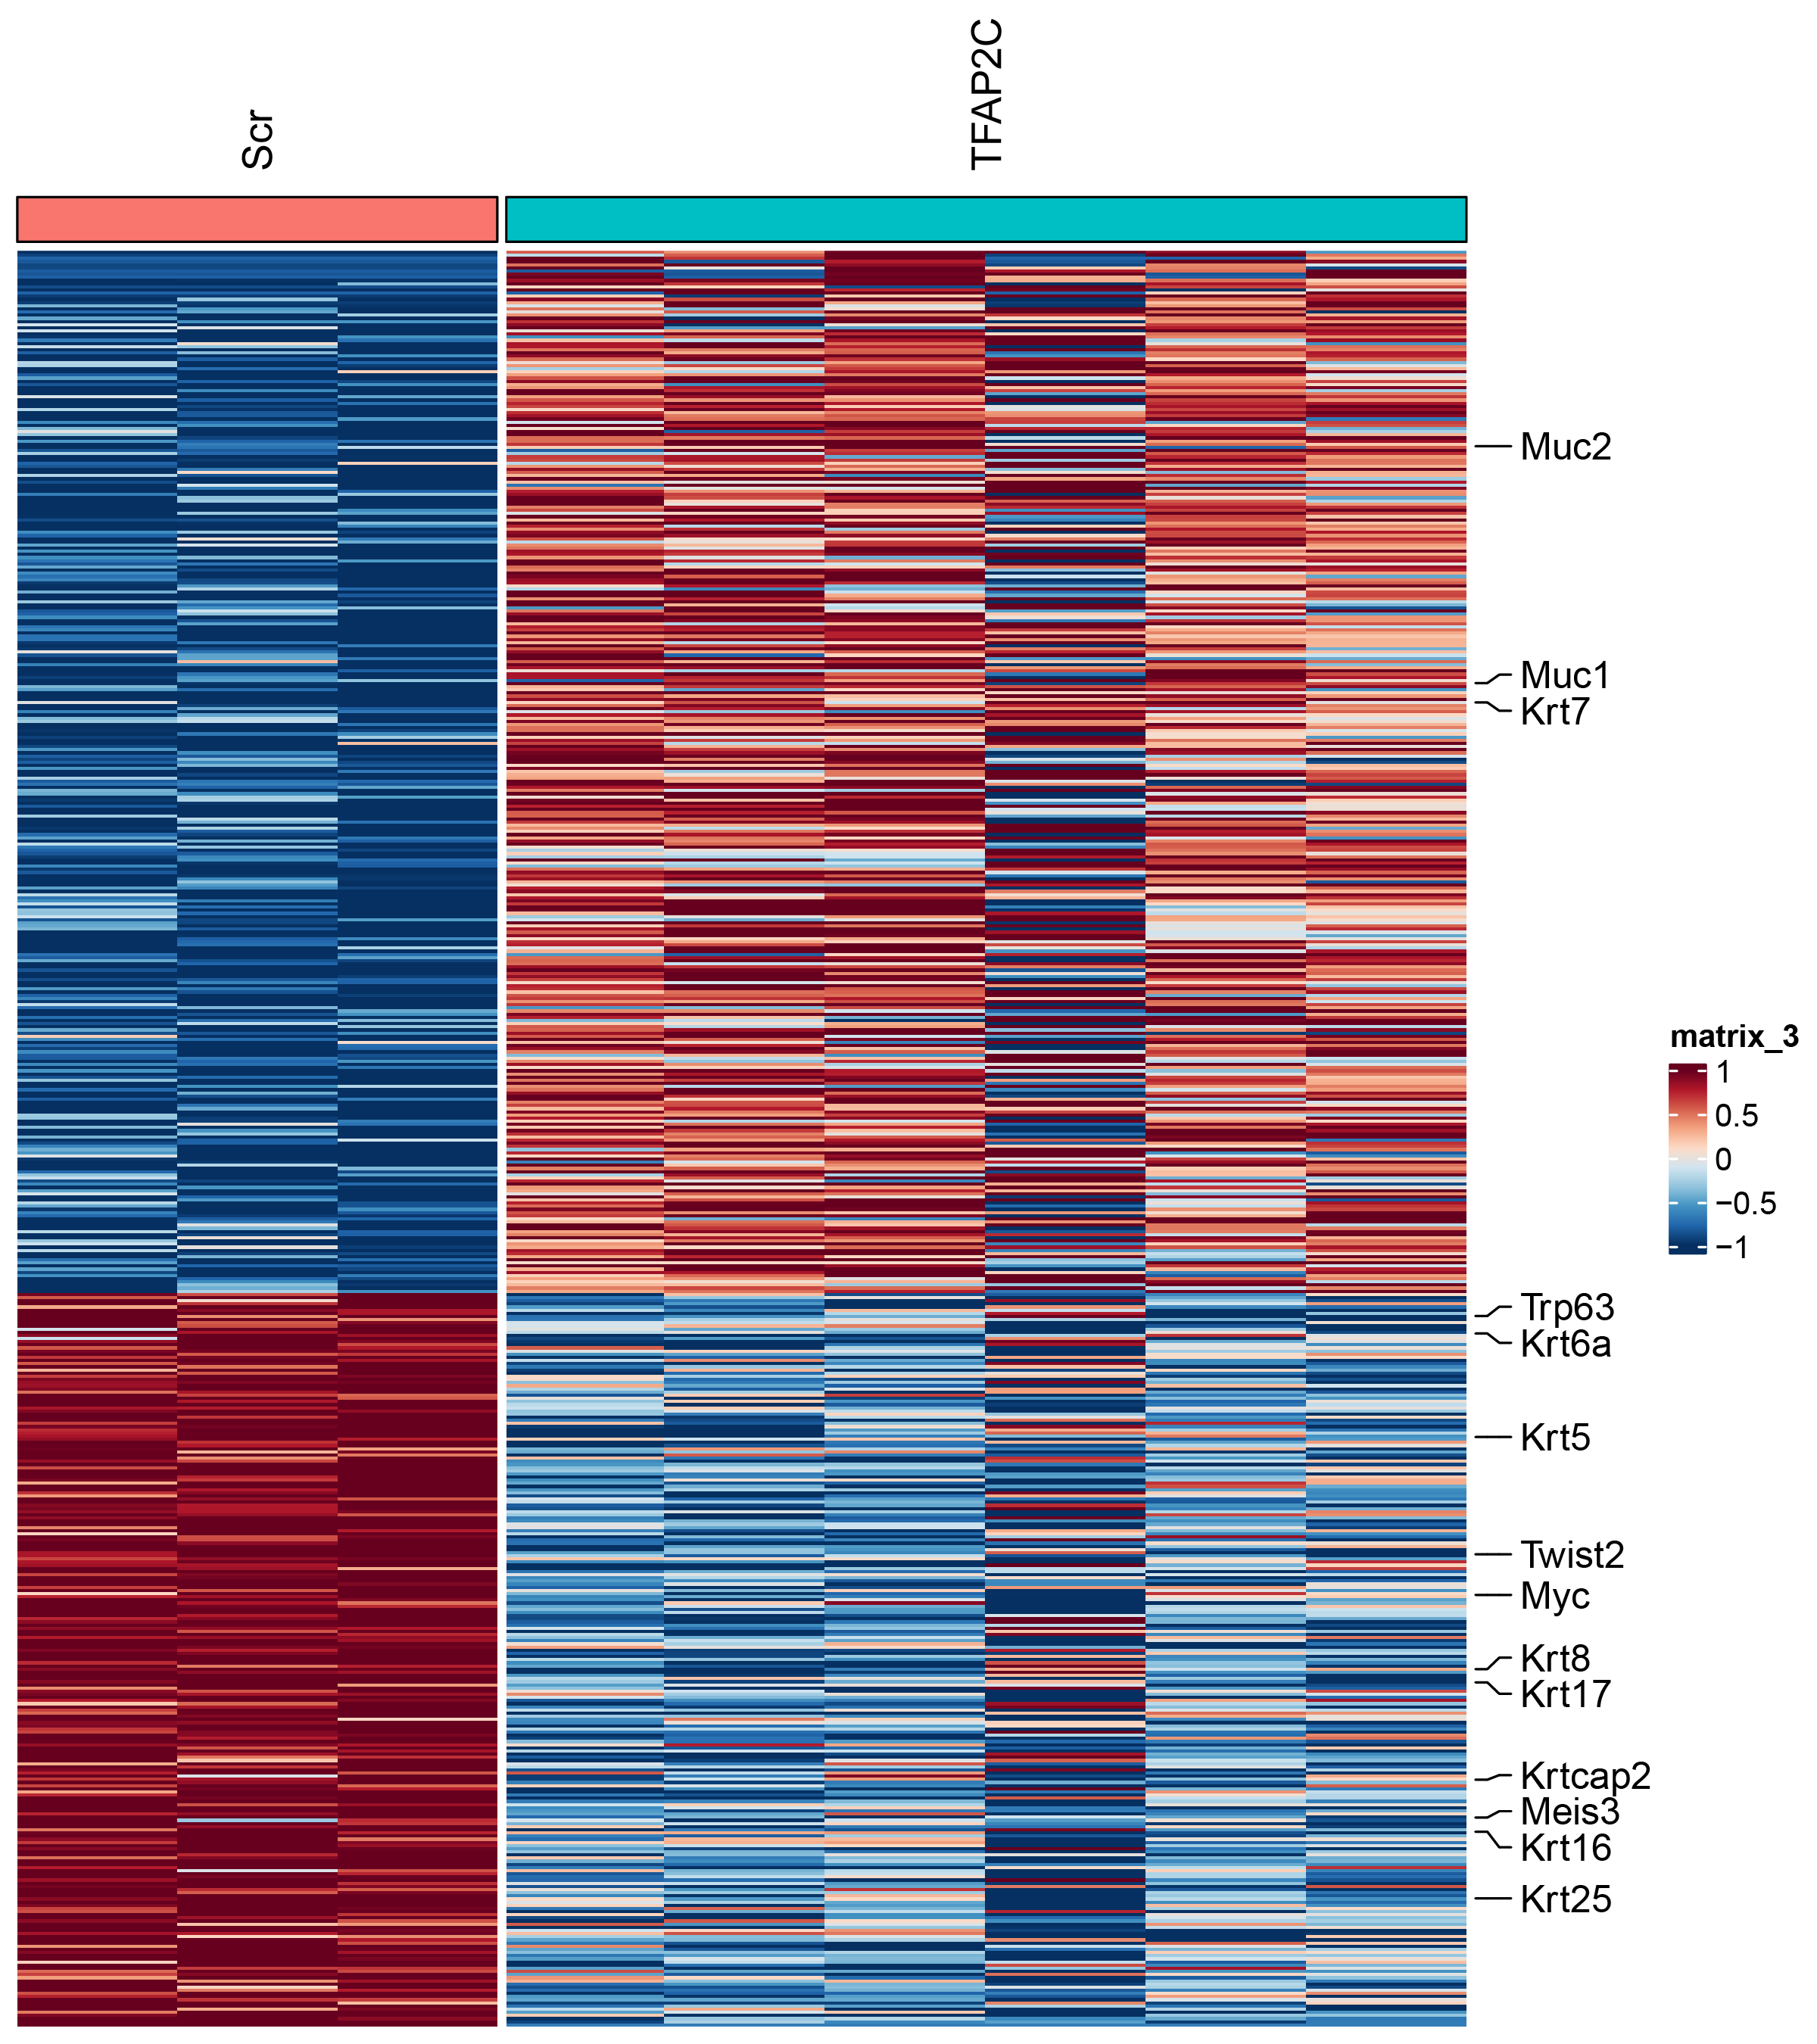 Scr
TFAP2C
Muc2
Muc1
Krt7
matrix_3
1
0.5
0
−0.5
−1
Trp63
Krt6a
Krt5
Twist2
Myc
Krt8
Krt17
Krtcap2
Meis3
Krt16
Krt25